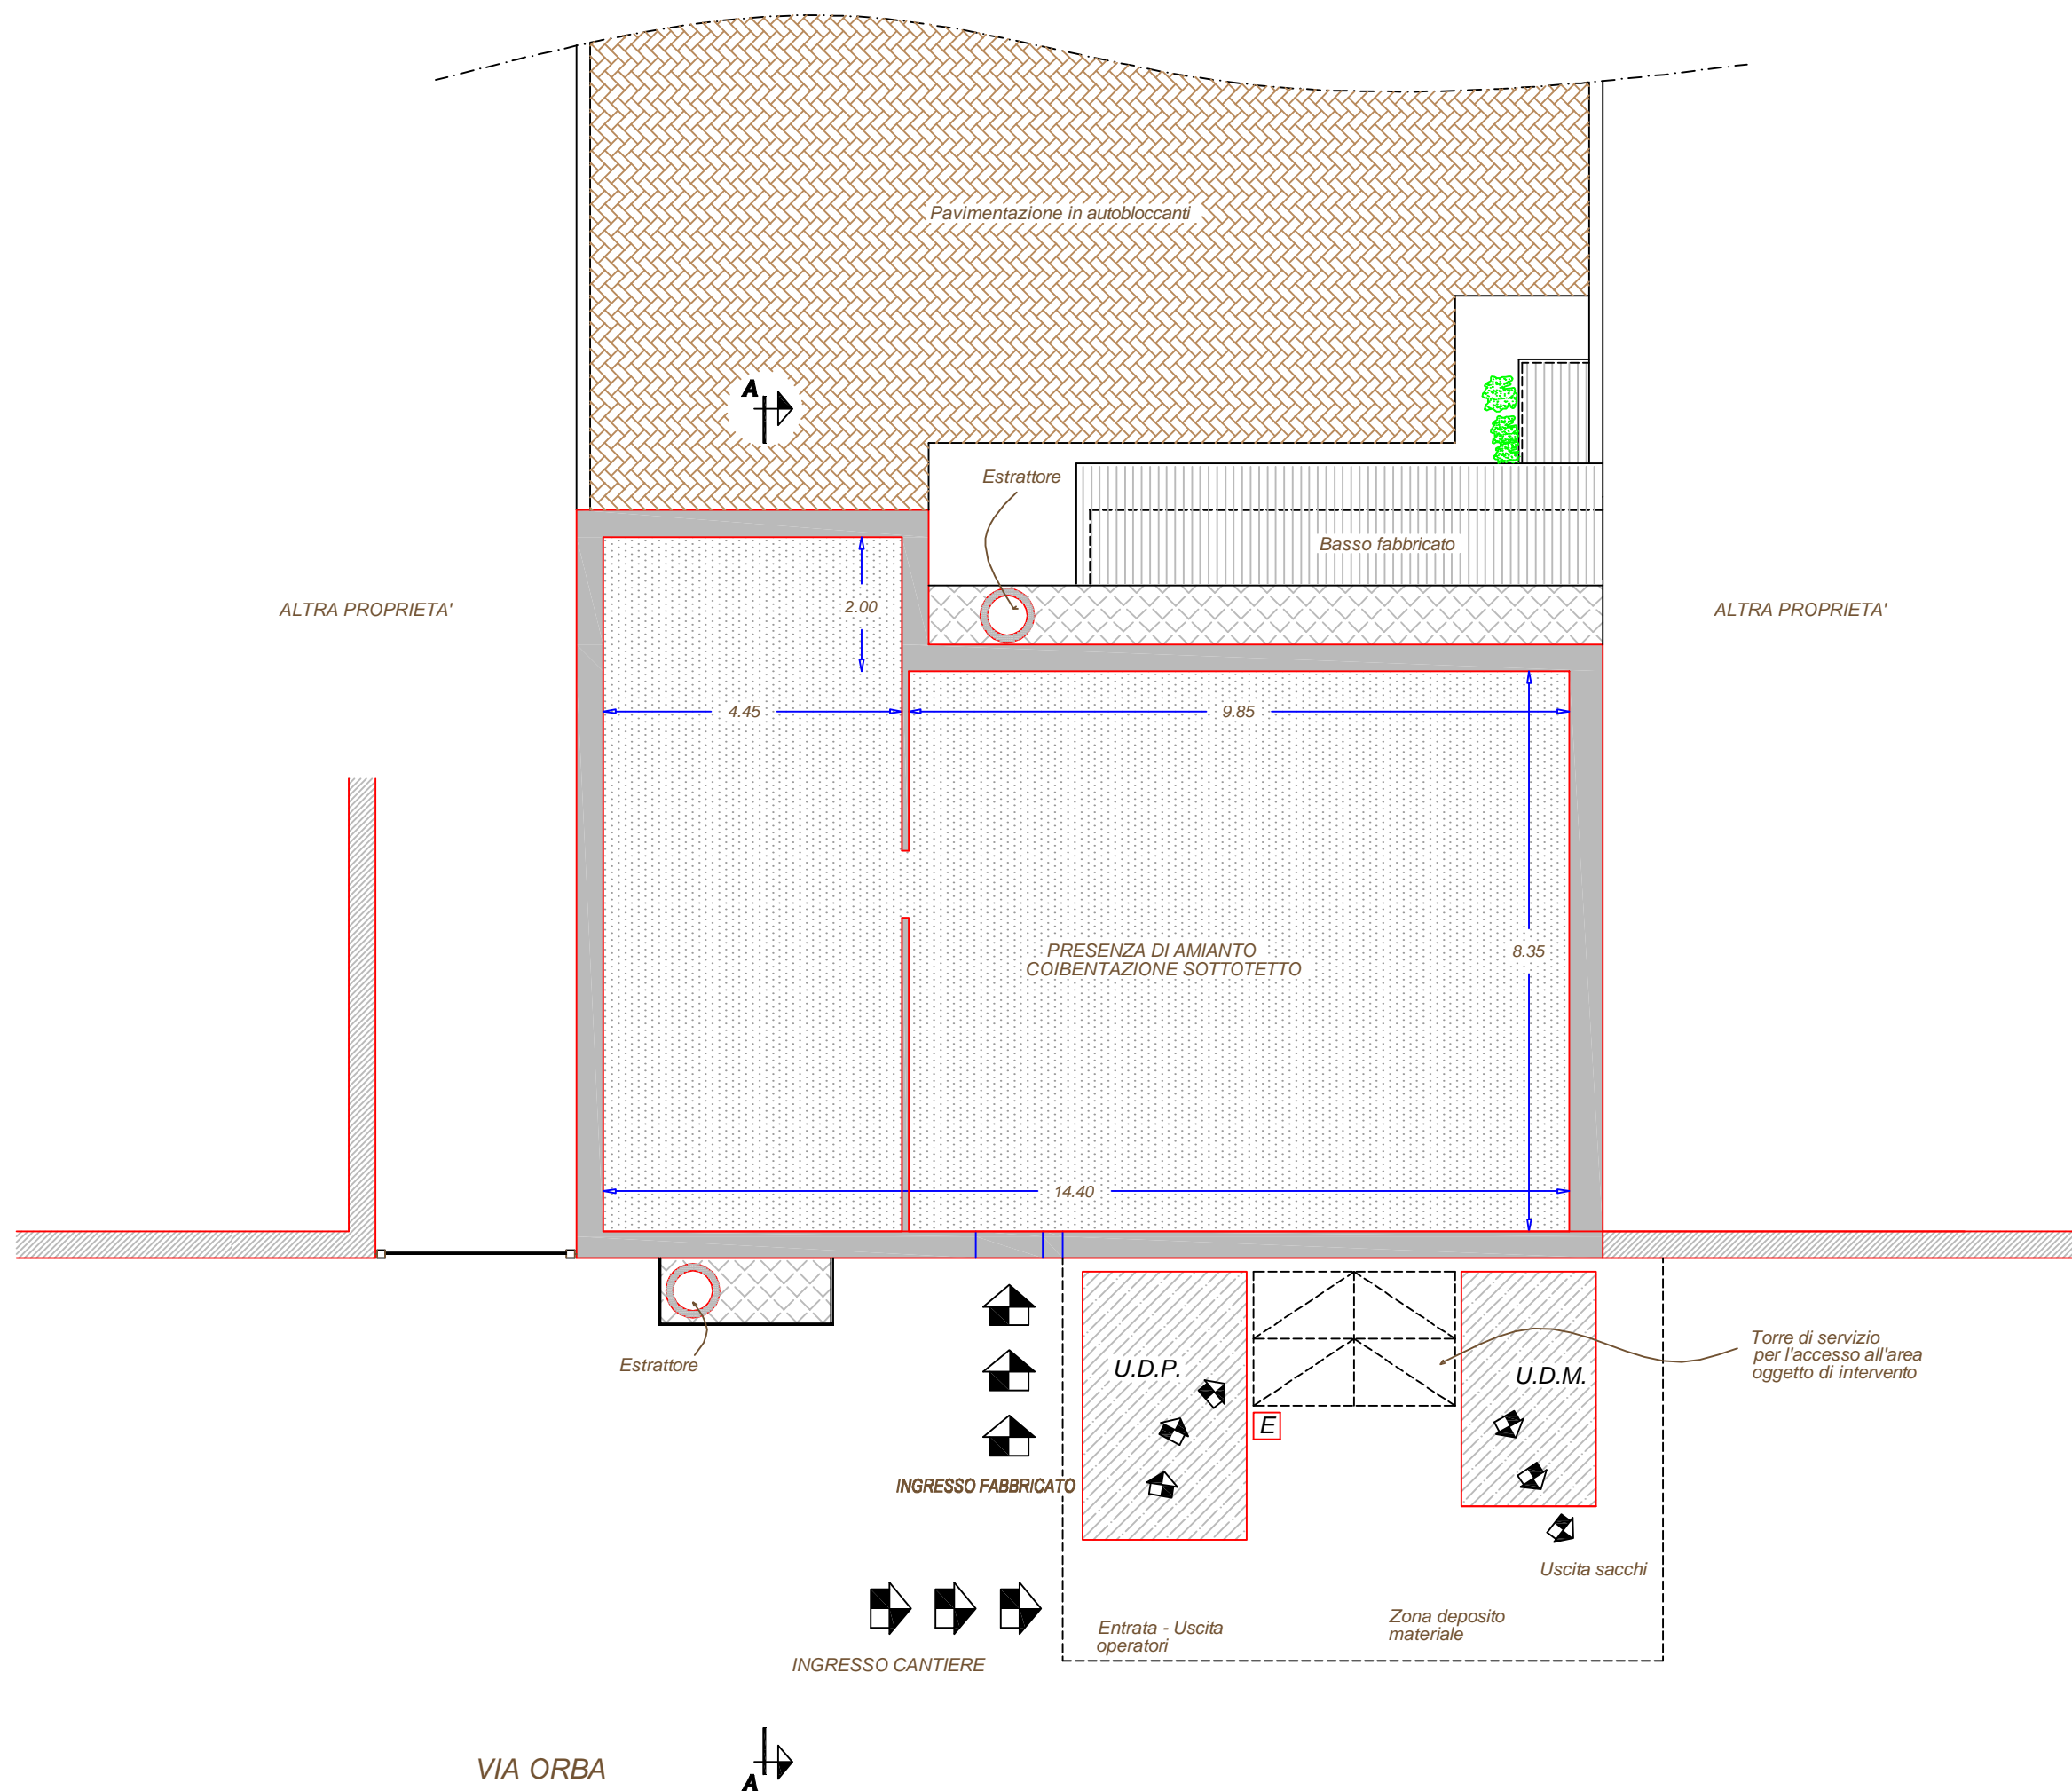 Pavimentazione in autobloccanti
A
Estrattore
Basso fabbricato
ALTRA PROPRIETA'
2.00
ALTRA PROPRIETA'
4.45
9.85
PRESENZA DI AMIANTO
COIBENTAZIONE SOTTOTETTO
8.35
14.40
Estrattore
U.D.P.
U.D.M.
Torre di servizio
per l'accesso all'area
oggetto di intervento
E
INGRESSO FABBRICATO
Uscita sacchi
Entrata - Uscita
operatori
Zona deposito
materiale
INGRESSO CANTIERE
VIA ORBA
A